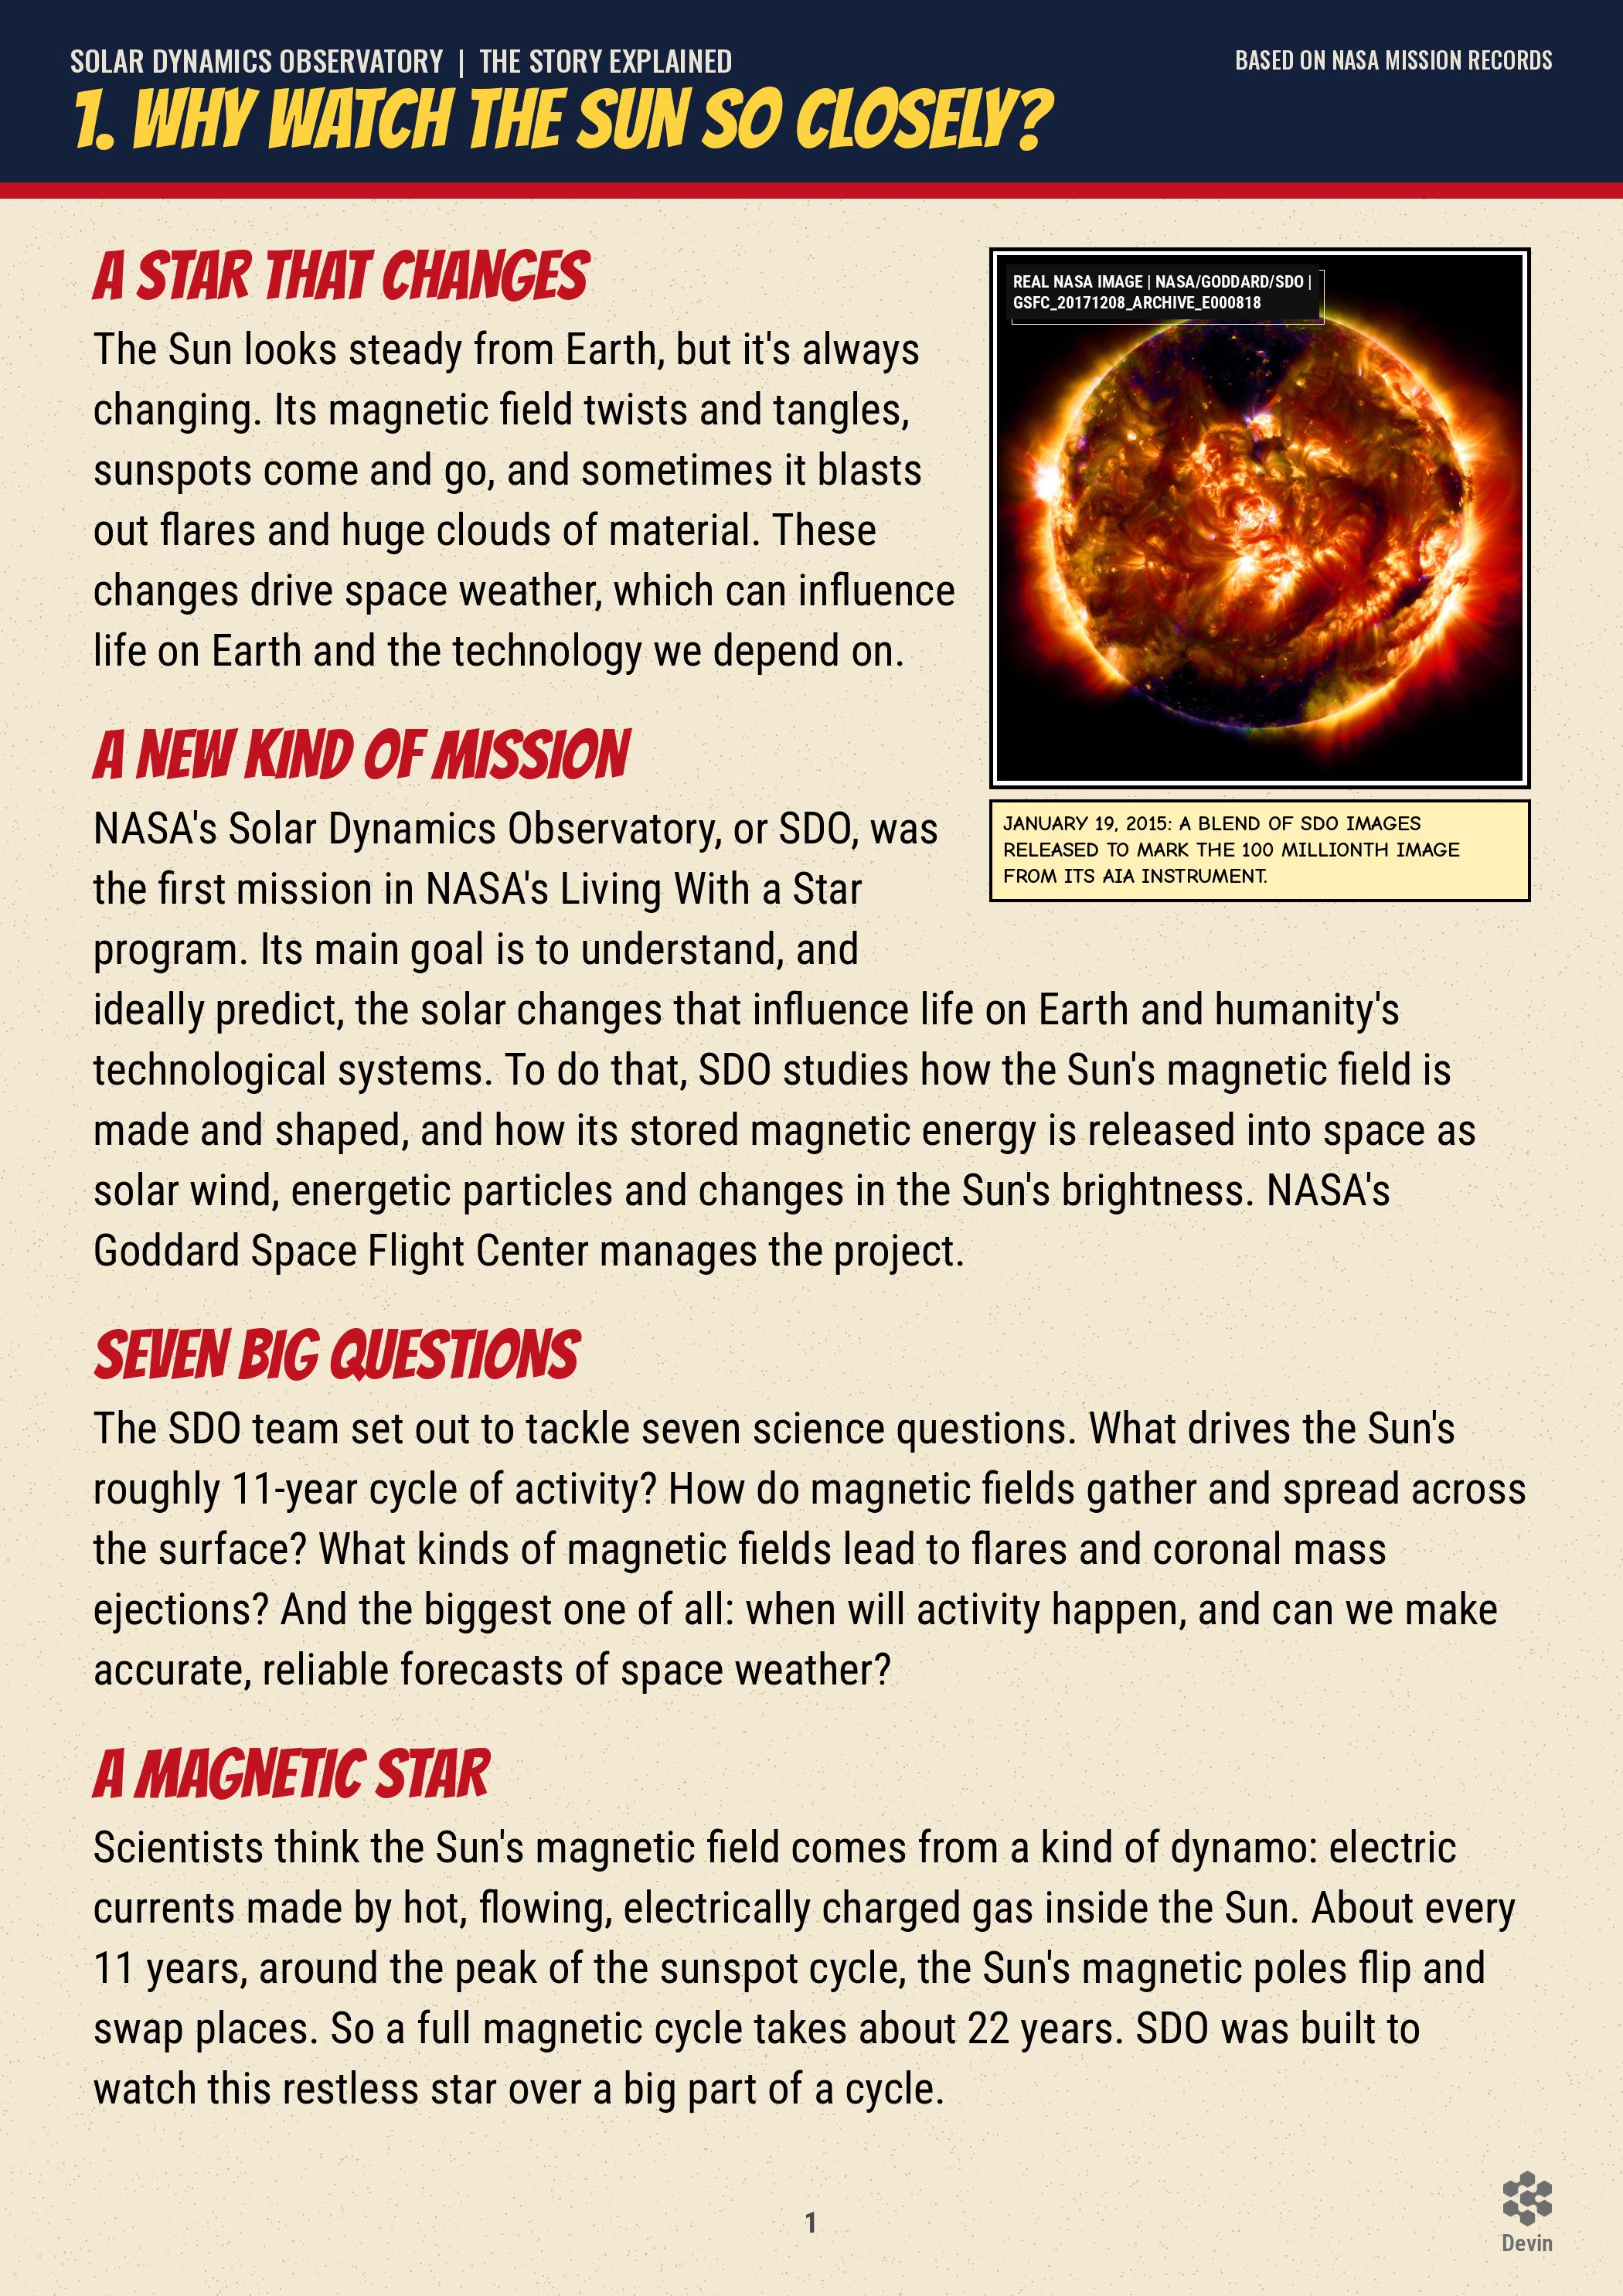 SOLAR DYNAMICS OBSERVATORY | THE STORY EXPLAINED
BASED ON NASA MISSION RECORDS
1. WHY WATCH THE SUN SO CLOSELY?
A STAR THAT CHANGES
The Sun looks steady from Earth, but it's always
changing. Its magnetic field twists and tangles,
sunspots come and go, and sometimes it blasts
out flares and huge clouds of material. These
changes drive space weather, which can influence
life on Earth and the technology we depend on.
REAL NASA IMAGE | NASA/GODDARD/SDO |
GSFC_20171208_ARCHIVE_E000818
JANUARY 19, 2015: A BLEND OF SDO IMAGES
RELEASED TO MARK THE 100 MILLIONTH IMAGE
FROM ITS AIA INSTRUMENT.
A NEW KIND OF MISSION
NASA's Solar Dynamics Observatory, or SDO, was
the first mission in NASA's Living With a Star
program. Its main goal is to understand, and
ideally predict, the solar changes that influence life on Earth and humanity's
technological systems. To do that, SDO studies how the Sun's magnetic field is
made and shaped, and how its stored magnetic energy is released into space as
solar wind, energetic particles and changes in the Sun's brightness. NASA's
Goddard Space Flight Center manages the project.
SEVEN BIG QUESTIONS
The SDO team set out to tackle seven science questions. What drives the Sun's
roughly 11-year cycle of activity? How do magnetic fields gather and spread across
the surface? What kinds of magnetic fields lead to flares and coronal mass
ejections? And the biggest one of all: when will activity happen, and can we make
accurate, reliable forecasts of space weather?
A MAGNETIC STAR
Scientists think the Sun's magnetic field comes from a kind of dynamo: electric
currents made by hot, flowing, electrically charged gas inside the Sun. About every
11 years, around the peak of the sunspot cycle, the Sun's magnetic poles flip and
swap places. So a full magnetic cycle takes about 22 years. SDO was built to
watch this restless star over a big part of a cycle.
1
Devin